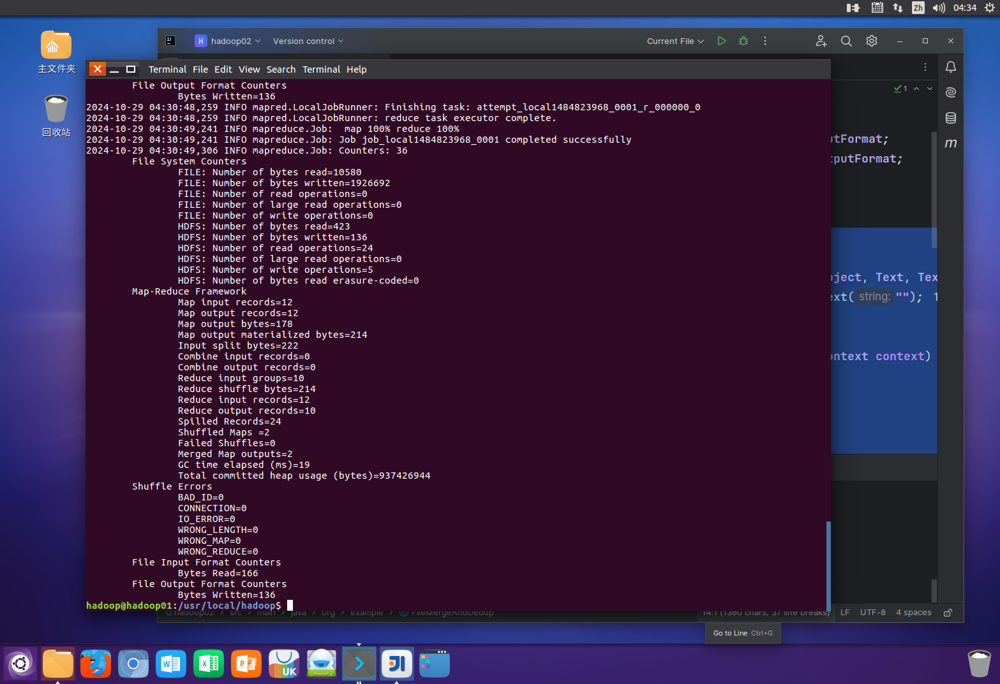 Zh 04:34
主文件夹
回收站
H hadoop02 Version control Current File
Terminal File Edit View Search Terminal Help
File Output Format Counters
Bytes Written=136
2024-10-29 04:30:48,259 INFO mapred.LocalJobRunner: Finishing task: attempt_local1484823968_0001_r_000000_0
2024-10-29 04:30:48,259 INFO mapred.LocalJobRunner: reduce task executor complete.
2024-10-29 04:30:49,241 INFO mapreduce.Job:  map 100% reduce 100%
2024-10-29 04:30:49,241 INFO mapreduce.Job: Job job_local1484823968_0001 completed successfully
2024-10-29 04:30:49,306 INFO mapreduce.Job: Counters: 36
File System Counters
FILE: Number of bytes read=10580
FILE: Number of bytes written=1926692
FILE: Number of read operations=0
FILE: Number of large read operations=0
FILE: Number of write operations=0
HDFS: Number of bytes read=423
HDFS: Number of bytes written=136
HDFS: Number of read operations=24
HDFS: Number of large read operations=0
HDFS: Number of write operations=5
HDFS: Number of bytes read erasure-coded=0
Map-Reduce Framework
Map input records=12
Map output records=12
Map output bytes=178
Map output materialized bytes=214
Input split bytes=222
Combine input records=0
Combine output records=0
Reduce input groups=10
Reduce shuffle bytes=214
Reduce input records=12
Reduce output records=10
Spilled Records=24
Shuffled Maps =2
Failed Shuffles=0
Merged Map outputs=2
GC time elapsed (ms)=19
Total committed heap usage (bytes)=937426944
Shuffle Errors
BAD_ID=0
CONNECTION=0
IO_ERROR=0
WRONG_LENGTH=0
WRONG_MAP=0
WRONG_REDUCE=0
File Input Format Counters
Bytes Read=166
File Output Format Counters
Bytes Written=136
hadoop@hadoop01:/usr/local/hadoop$
1
utFormat;
tputFormat;
bject, Text, Tex
ext( string: ""); 1
ontext context)
hadoop02 > src > main > java > org > example > FileMergeAndDedup
14:1 (1360 chars, 37 line breaks) LF UTF-8 4 spaces
Go to Line Ctrl+G
W X P UK